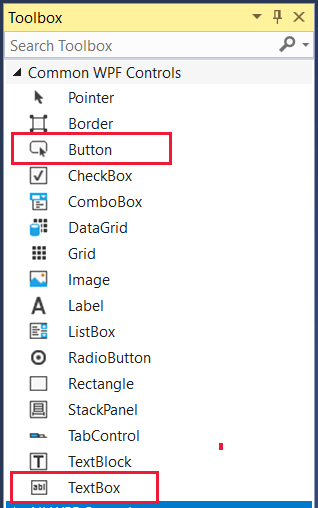 Toolbox
Search Toolbox
Common WPF Controls
Pointer
Border
Button
CheckBox
ComboBox
DataGrid
Grid
Image
A Label
ListBox
RadioButton
Rectangle
StackPanel
TabControl
T TextBlock
abl TextBox